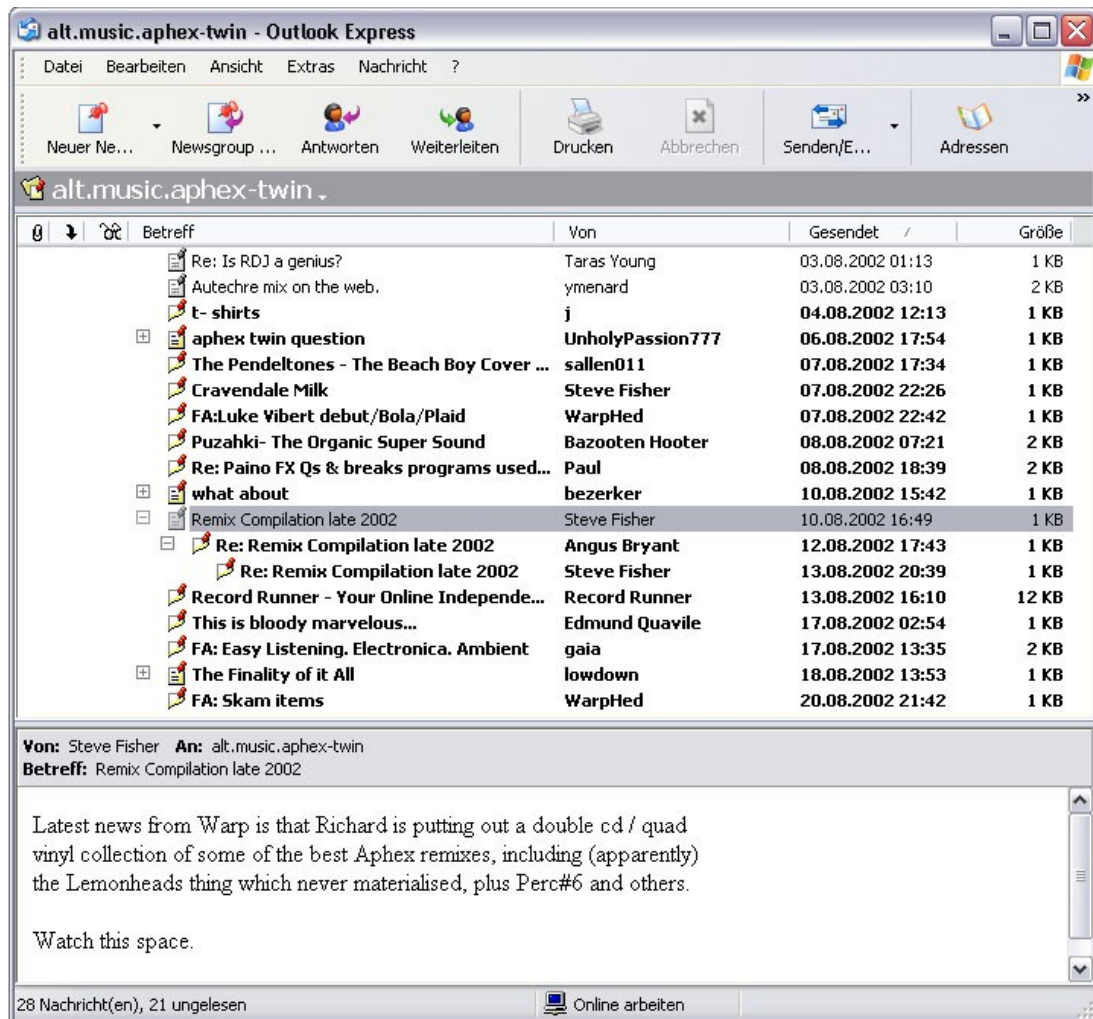 alt.music.aphex-twin - Outlook Express
Datei Bearbeiten Ansicht Extras Nachricht ?
Neuer Ne... Newsgroup ... Antworten Weiterleiten Drucken Abbrechen Senden/E... Adressen »
alt.music.aphex-twin
Betreff Von Gesendet Größe
Re: Is RDJ a genius? Taras Young 03.08.2002 01:13 1 KB
Autechre mix on the web. ymenard 03.08.2002 03:10 2 KB
t- shirts j 04.08.2002 12:13 1 KB
aphex twin question UnholyPassion777 06.08.2002 17:54 1 KB
The Pendeltones - The Beach Boy Cover ... sallen011 07.08.2002 17:34 1 KB
Cravendale Milk Steve Fisher 07.08.2002 22:26 1 KB
FA:Luke Vibert debut/Bola/Plaid WarpHed 07.08.2002 22:42 1 KB
Puzahki- The Organic Super Sound Bazooten Hooter 08.08.2002 07:21 2 KB
Re: Paino FX Qs & breaks programs used... Paul 08.08.2002 18:39 2 KB
what about bezerker 10.08.2002 15:42 1 KB
Remix Compilation late 2002 Steve Fisher 10.08.2002 16:49 1 KB
Re: Remix Compilation late 2002 Angus Bryant 12.08.2002 17:43 1 KB
Re: Remix Compilation late 2002 Steve Fisher 13.08.2002 20:39 1 KB
Record Runner - Your Online Independe... Record Runner 13.08.2002 16:10 12 KB
This is bloody marvelous... Edmund Quavile 17.08.2002 02:54 1 KB
FA: Easy Listening. Electronica. Ambient gaia 17.08.2002 13:35 2 KB
The Finality of it All lowdown 18.08.2002 13:53 1 KB
FA: Skam items WarpHed 20.08.2002 21:42 1 KB
Von: Steve Fisher An: alt.music.aphex-twin
Betreff: Remix Compilation late 2002
Latest news from Warp is that Richard is putting out a double cd / quad
vinyl collection of some of the best Aphex remixes, including (apparently)
the Lemonheads thing which never materialised, plus Perc#6 and others.
Watch this space.
28 Nachricht(en), 21 ungelesen Online arbeiten